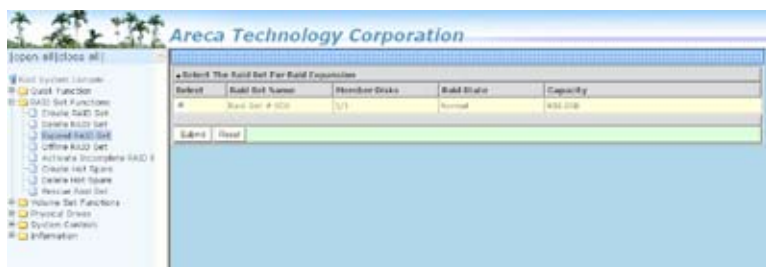 Areca Technology Corporation
|open all|close all|
Raid System Console
Quick Function
RAID Set Functions
Create RAID Set
Delete RAID Set
Expand RAID Set
Offline RAID Set
Activate Incomplete RAID S
Create Hot Spare
Delete Hot Spare
Rescue Raid Set
Volume Set Functions
Physical Drives
System Controls
Information
Select The Raid Set For Raid Expansion
Select Raid Set Name Member Disks Raid State Capacity
Raid Set # 000 Normal
Submit Reset